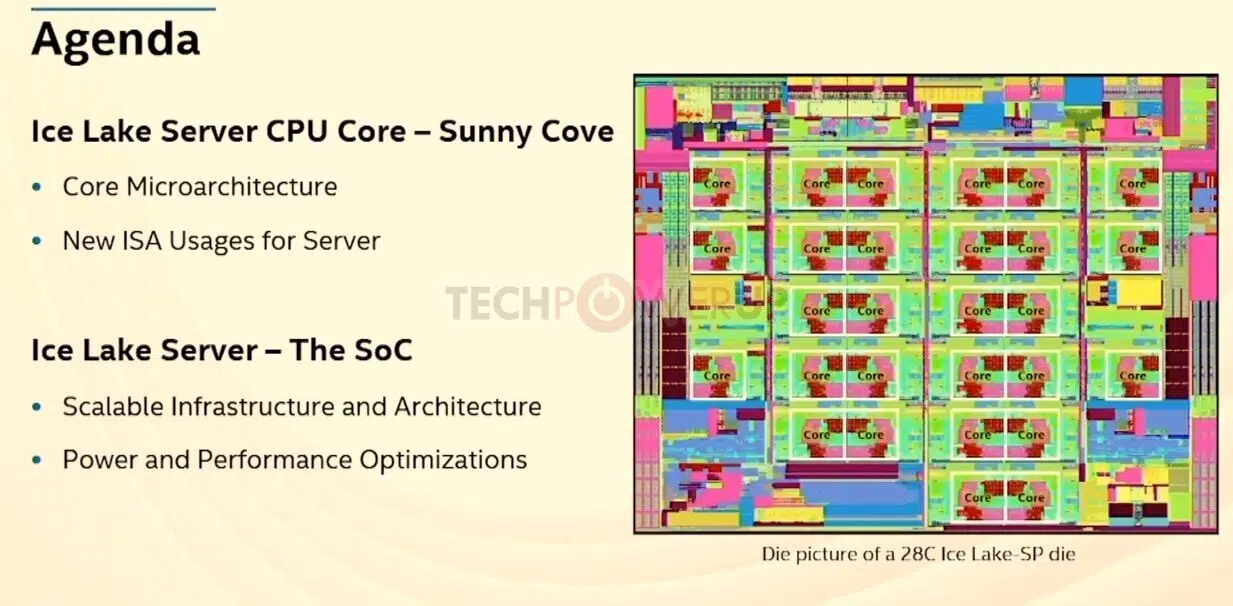 Agenda
Ice Lake Server CPU Core – Sunny Cove
• Core Microarchitecture
• New ISA Usages for Server
Ice Lake Server – The SoC
• Scalable Infrastructure and Architecture
• Power and Performance Optimizations
TECHPOWERUP
Core Core Core Core Core Core
Core Core Core Core Core Core
Core Core Core Core
Core Core Core Core Core Core
Core Core Core Core
Core Core
Die picture of a 28C Ice Lake-SP die